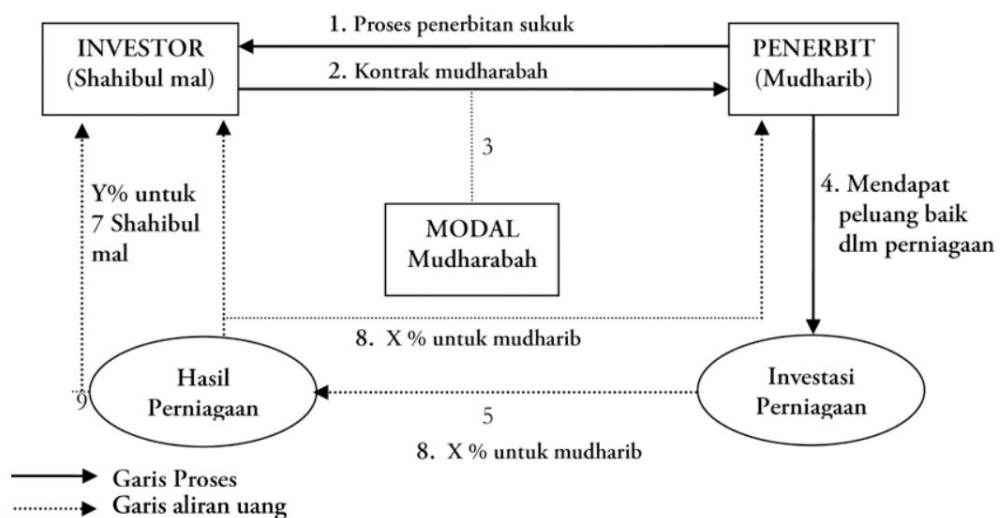 1. Proses penerbitan sukuk
INVESTOR
(Shahibul mal)
PENERBIT
(Mudharib)
2. Kontrak mudharabah
3
Y% untuk
7 Shahibul
mal
MODAL
Mudharabah
4. Mendapat
peluang baik
dlm perniagaan
8. X % untuk mudharib
Hasil
Perniagaan
Investasi
Perniagaan
9
5
8. X % untuk mudharib
Garis Proses
Garis aliran uang